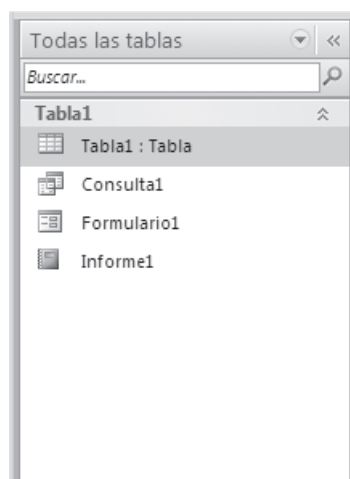 Todas las tablas
Buscar...
Tabla1
Tabla1 : Tabla
Consulta1
Formulario1
Informe1